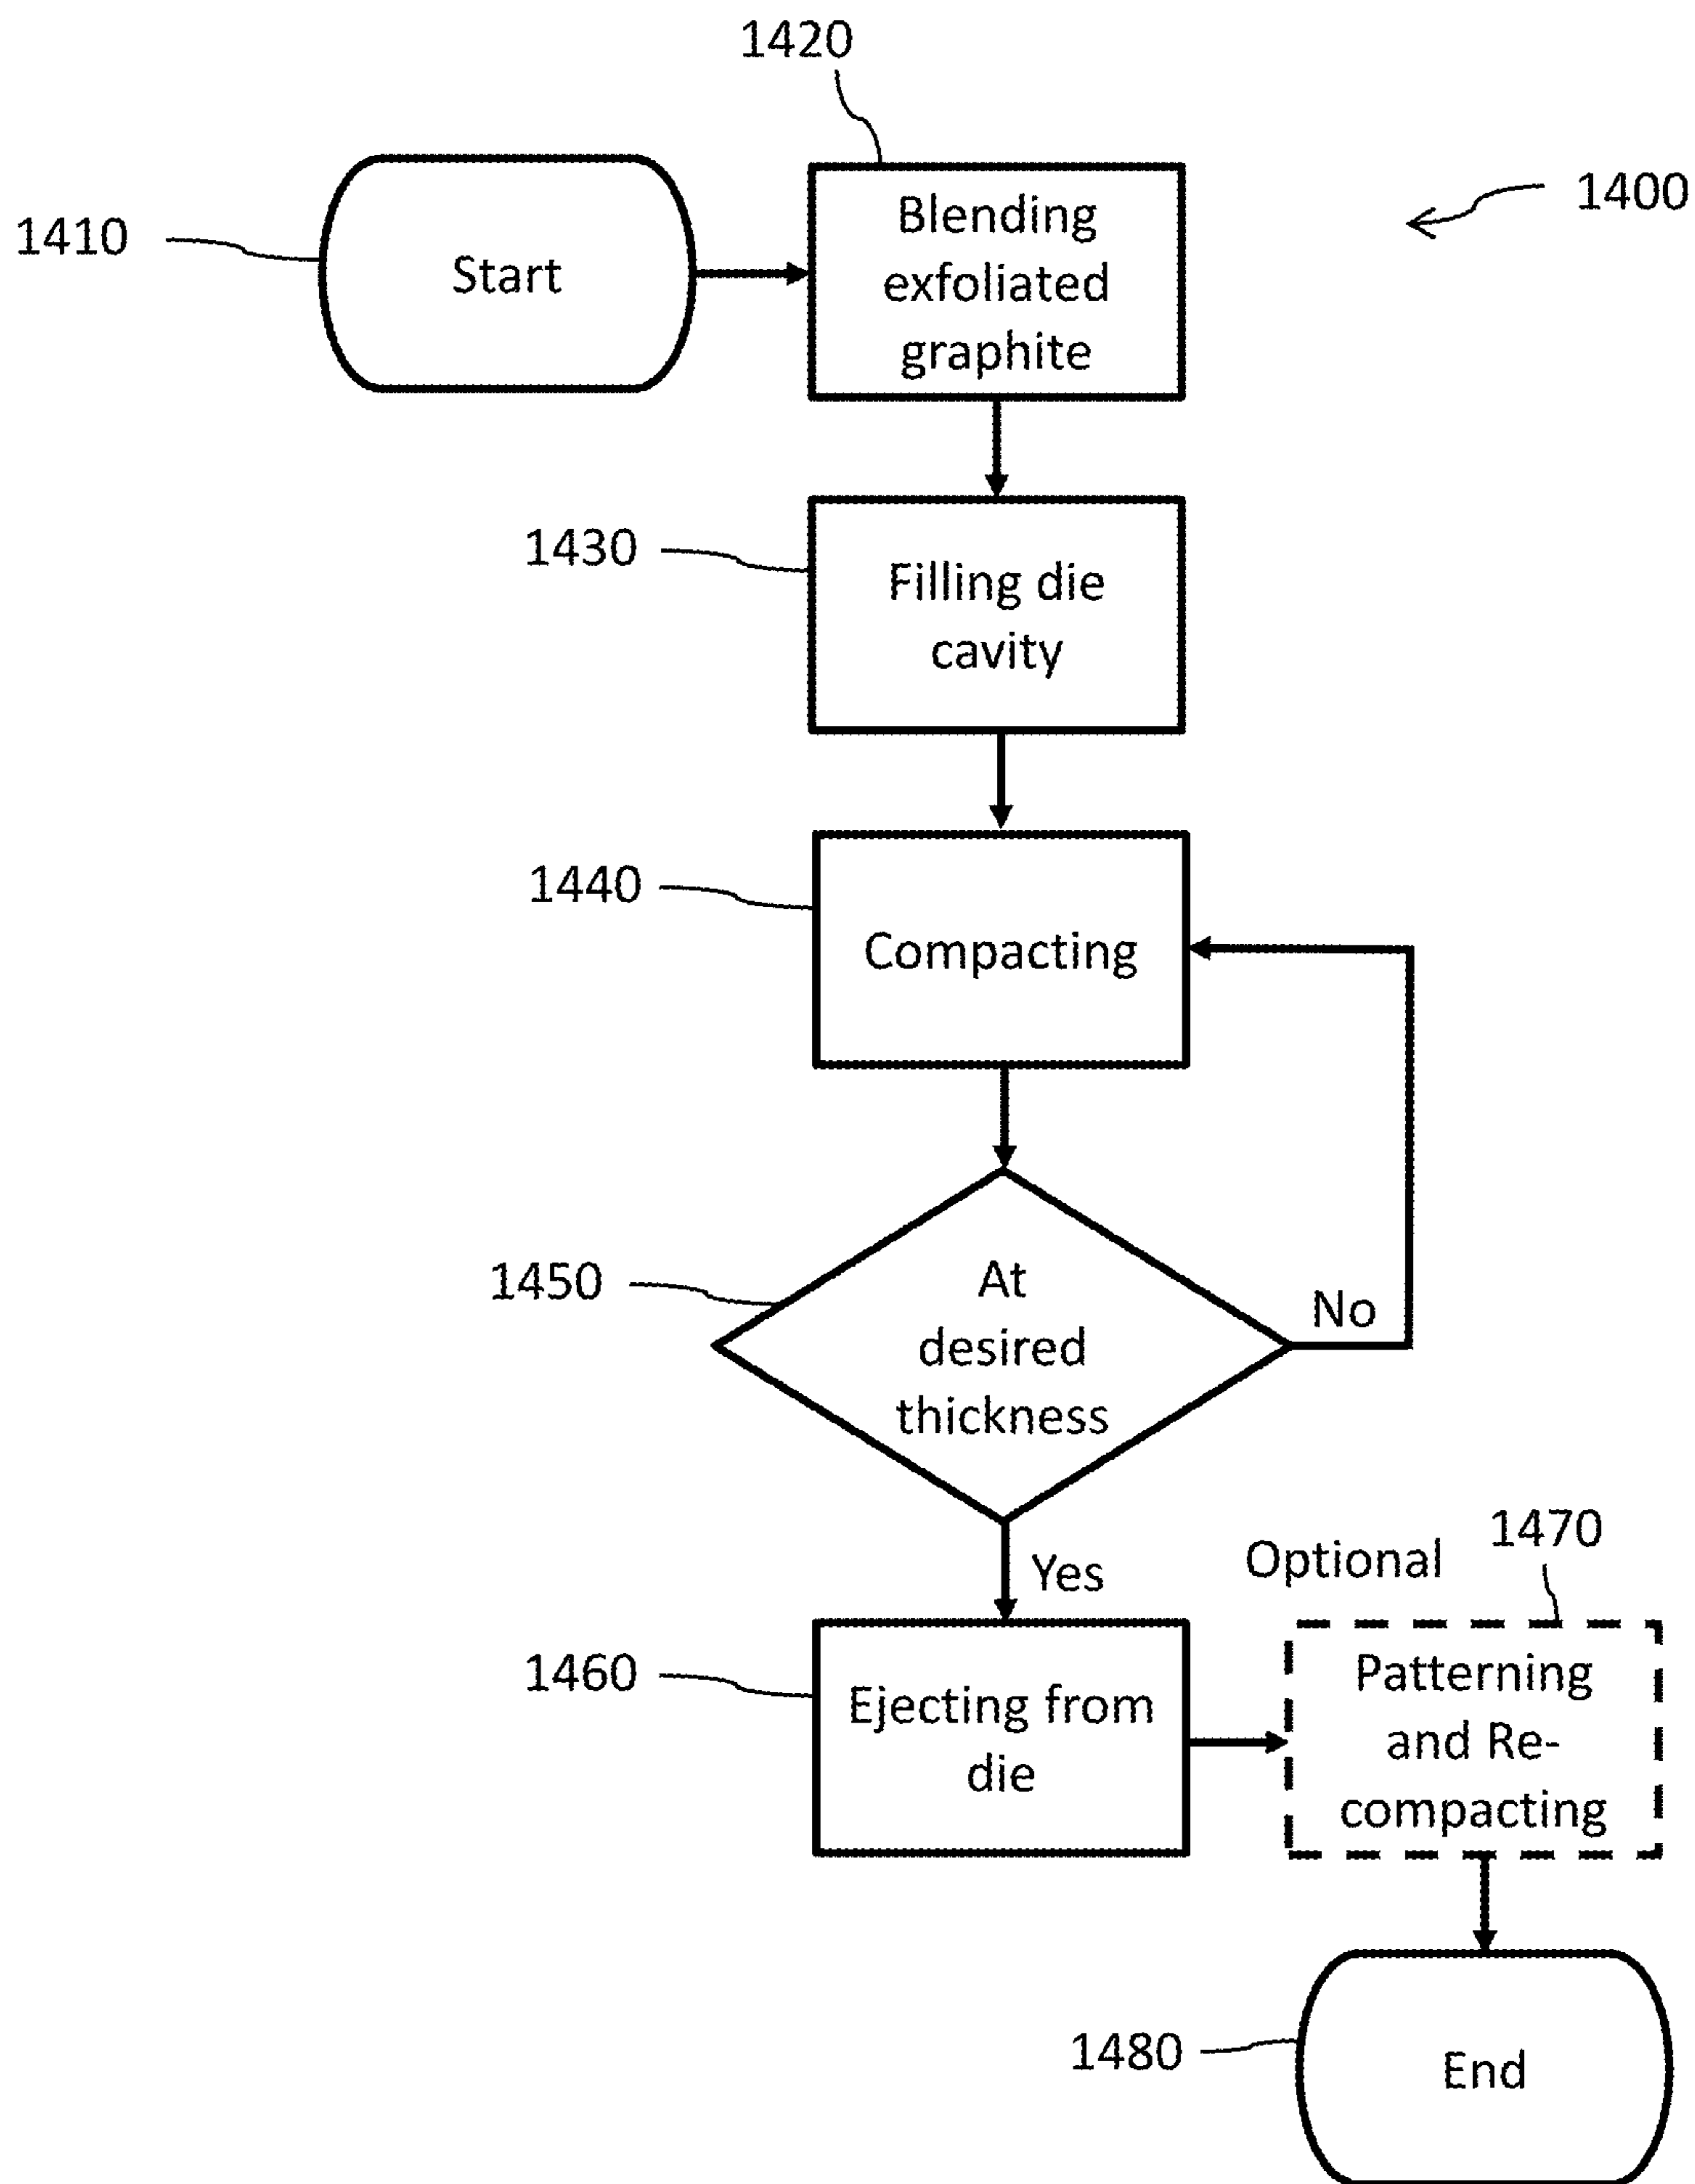 1420
1400
1410
Start
Blending
exfoliated
graphite
1430
Filling die
cavity
1440
Compacting
1450
At
desired
thickness
No
Yes
Optional
1470
1460
Ejecting from
die
Patterning
and Re-
compacting
1480
End